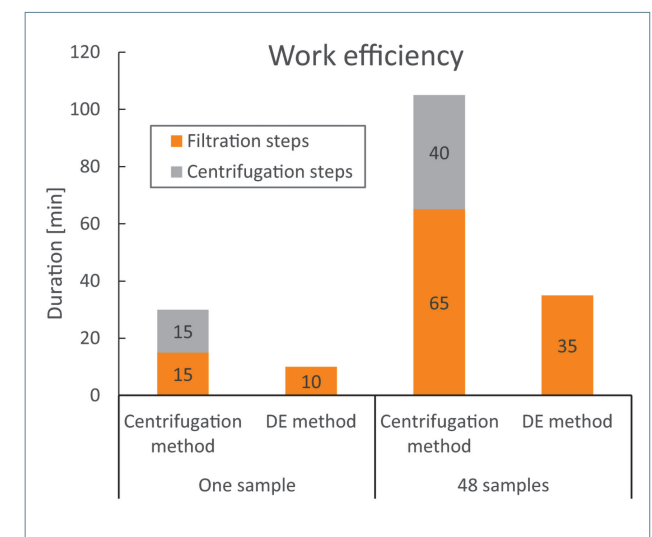 Work efficiency
Filtration steps
Centrifugation steps
Duration [min]
120
100
80
60
40
20
0
15
15
10
40
65
35
Centrifugation
method
DE method
Centrifugation
method
DE method
One sample
48 samples